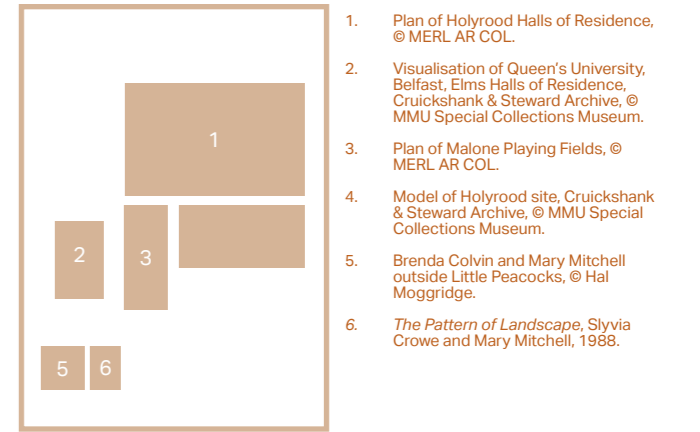 1
2
3
5
6
1. Plan of Holyrood Halls of Residence,
© MERL AR COL.
2. Visualisation of Queen's University,
Belfast, Elms Halls of Residence,
Cruickshank & Steward Archive, ©
MMU Special Collections Museum.
3. Plan of Malone Playing Fields, ©
MERL AR COL.
4. Model of Holyrood site, Cruickshank
& Steward Archive, © MMU Special
Collections Museum.
5. Brenda Colvin and Mary Mitchell
outside Little Peacocks, © Hal
Moggridge.
6. The Pattern of Landscape, Slyvia
Crowe and Mary Mitchell, 1988.